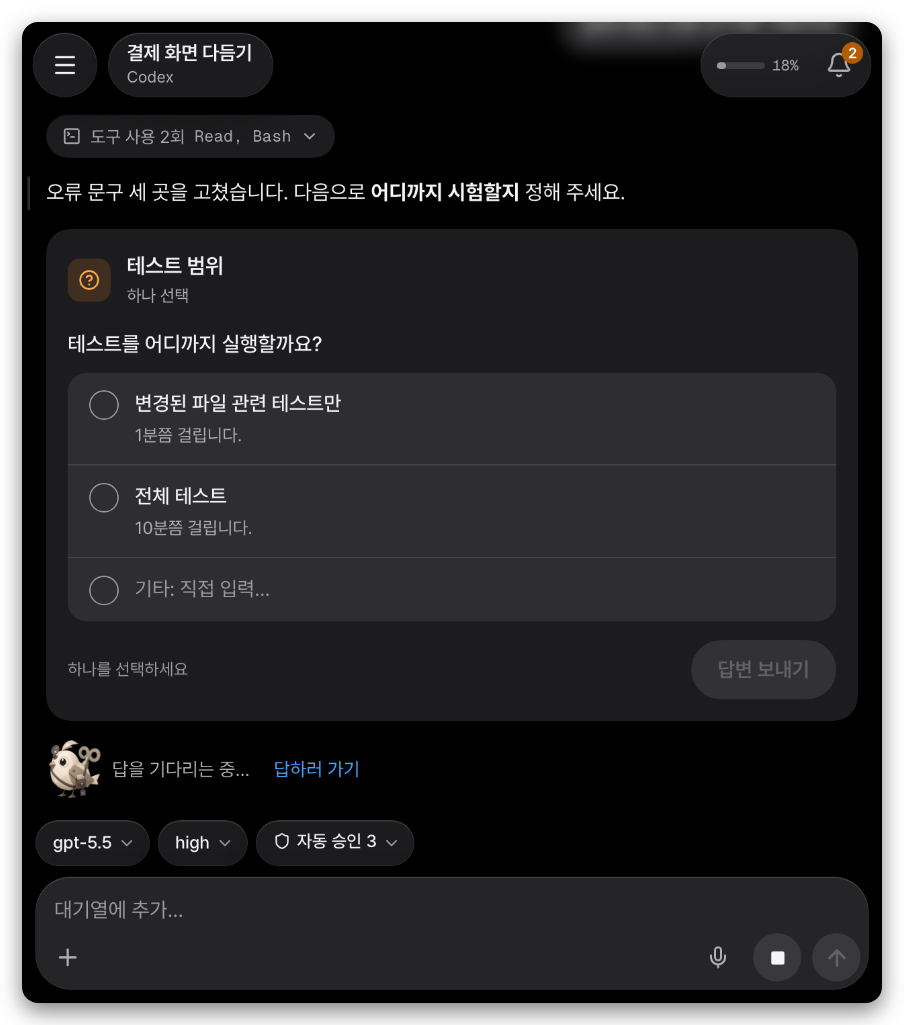 결제 화면 다듬기
Codex
18%
2
도구 사용 2회 Read, Bash
오류 문구 세 곳을 고쳤습니다. 다음으로 어디까지 시험할지 정해 주세요.
테스트 범위
하나 선택
테스트를 어디까지 실행할까요?
변경된 파일 관련 테스트만
1분쯤 걸립니다.
전체 테스트
10분쯤 걸립니다.
기타: 직접 입력...
하나를 선택하세요
답변 보내기
답을 기다리는 중...
답하러 가기
gpt-5.5
high
자동 승인 3
대기열에 추가...